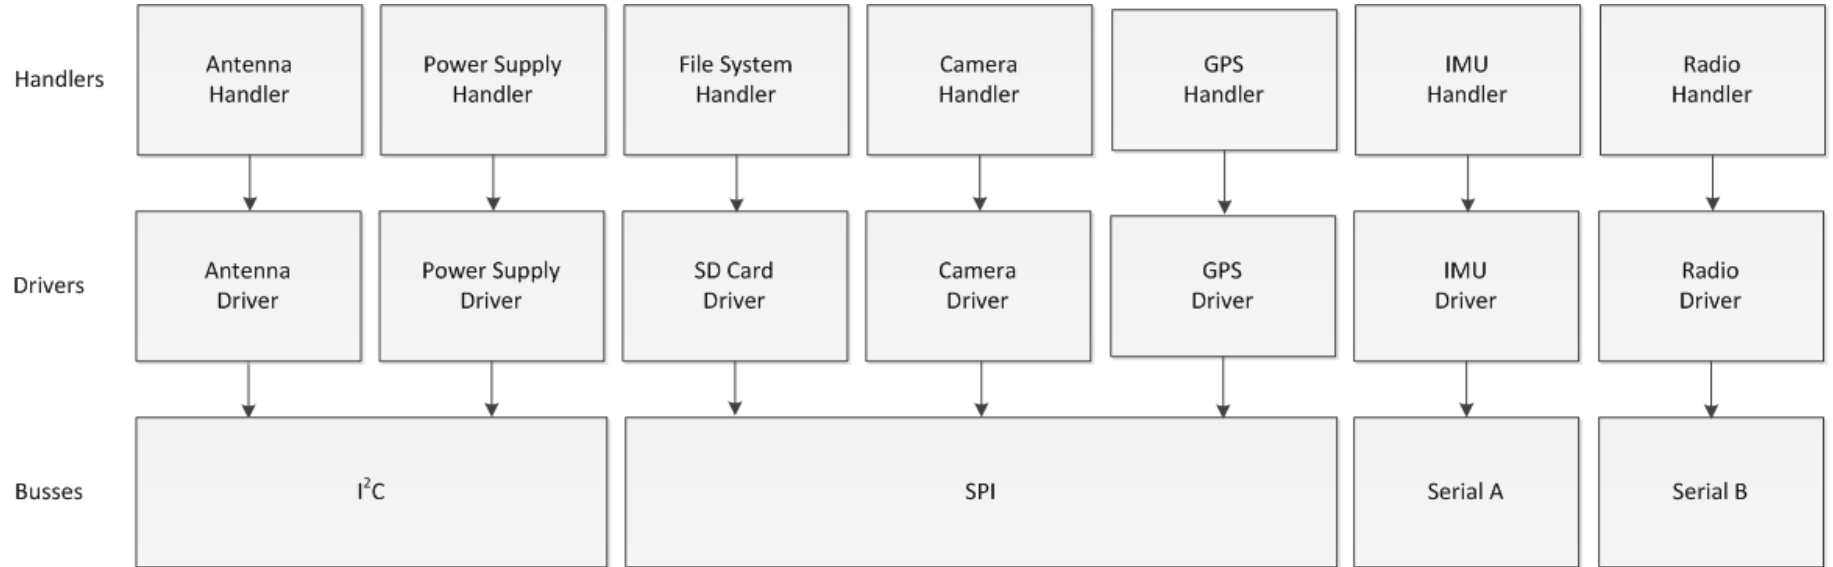 Handlers
Antenna
Handler
Power Supply
Handler
File System
Handler
Camera
Handler
GPS
Handler
IMU
Handler
Radio
Handler
Drivers
Antenna
Driver
Power Supply
Driver
SD Card
Driver
Camera
Driver
GPS
Driver
IMU
Driver
Radio
Driver
Busses
I²C
SPI
Serial A
Serial B